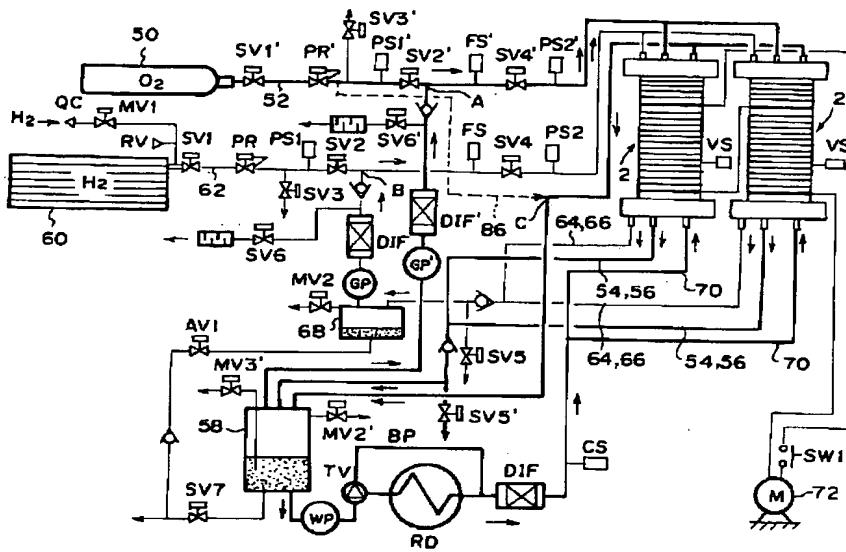 50
O2
SV1'
PR'
SV3'
PS1'
SV2'
FS'
SV4'
PS2'
52
A
QC
MV1
H2
RV
SV1
PR
PS1
SV2
SV6'
FS
SV4
PS2
2
VS
2
VS
H2
62
SV3
B
86
C
60
DIF'
64,66
SV6
DIF
GP'
GP
MV2
68
54,56
70
AV1
SV5
64,66
54,56
70
MV3'
58
MV2'
SV5'
BP
CS
SW1
TV
DIF
SV7
WP
RD
M
72